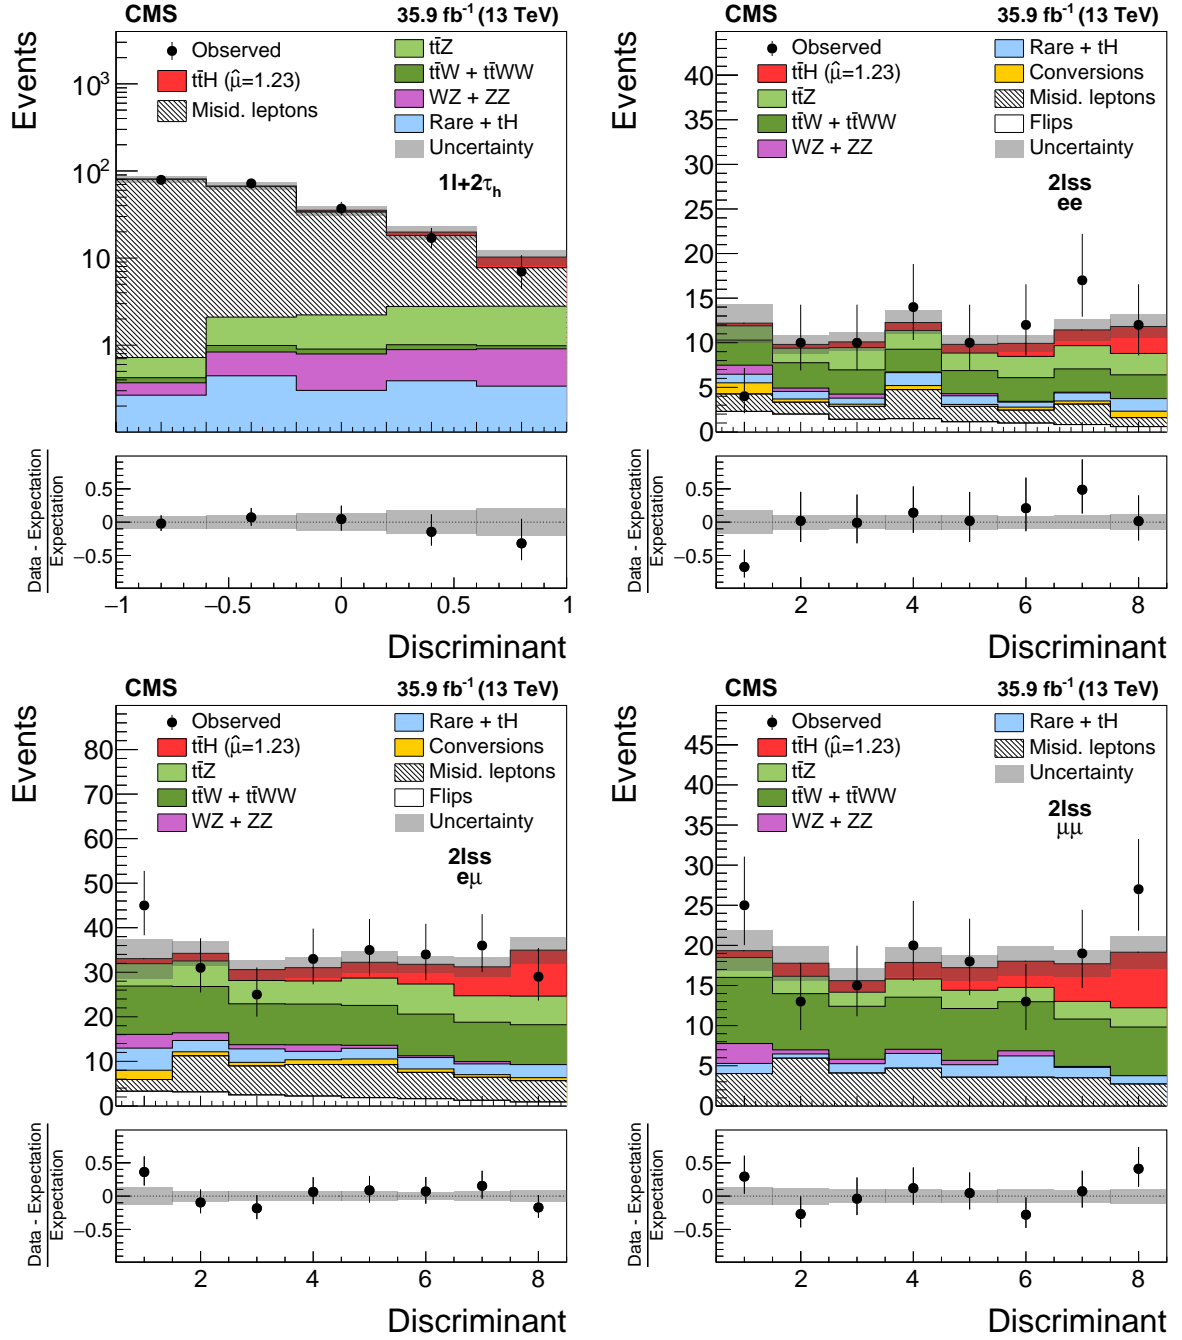 CMS 35.9 fb⁻¹ (13 TeV)
Events
Observed
tt̄H (μ̂=1.23)
Misid. leptons
tt̄Z
tt̄W + tt̄WW
WZ + ZZ
Rare + tH
Uncertainty
1l+2τh
10³
10²
10
1
Data - Expectation
Expectation
0.5
0
−0.5
−1 −0.5 0 0.5 1
Discriminant
CMS 35.9 fb⁻¹ (13 TeV)
Events
Observed
tt̄H (μ̂=1.23)
tt̄Z
tt̄W + tt̄WW
WZ + ZZ
Rare + tH
Conversions
Misid. leptons
Flips
Uncertainty
2lss
ee
40
35
30
25
20
15
10
5
0
Data - Expectation
Expectation
0.5
0
−0.5
2 4 6 8
Discriminant
CMS 35.9 fb⁻¹ (13 TeV)
Events
Observed
tt̄H (μ̂=1.23)
tt̄Z
tt̄W + tt̄WW
WZ + ZZ
Rare + tH
Conversions
Misid. leptons
Flips
Uncertainty
2lss
eμ
80
70
60
50
40
30
20
10
0
Data - Expectation
Expectation
0.5
0
−0.5
2 4 6 8
Discriminant
CMS 35.9 fb⁻¹ (13 TeV)
Events
Observed
tt̄H (μ̂=1.23)
tt̄Z
tt̄W + tt̄WW
WZ + ZZ
Rare + tH
Misid. leptons
Uncertainty
2lss
μμ
45
40
35
30
25
20
15
10
5
0
Data - Expectation
Expectation
0.5
0
−0.5
2 4 6 8
Discriminant